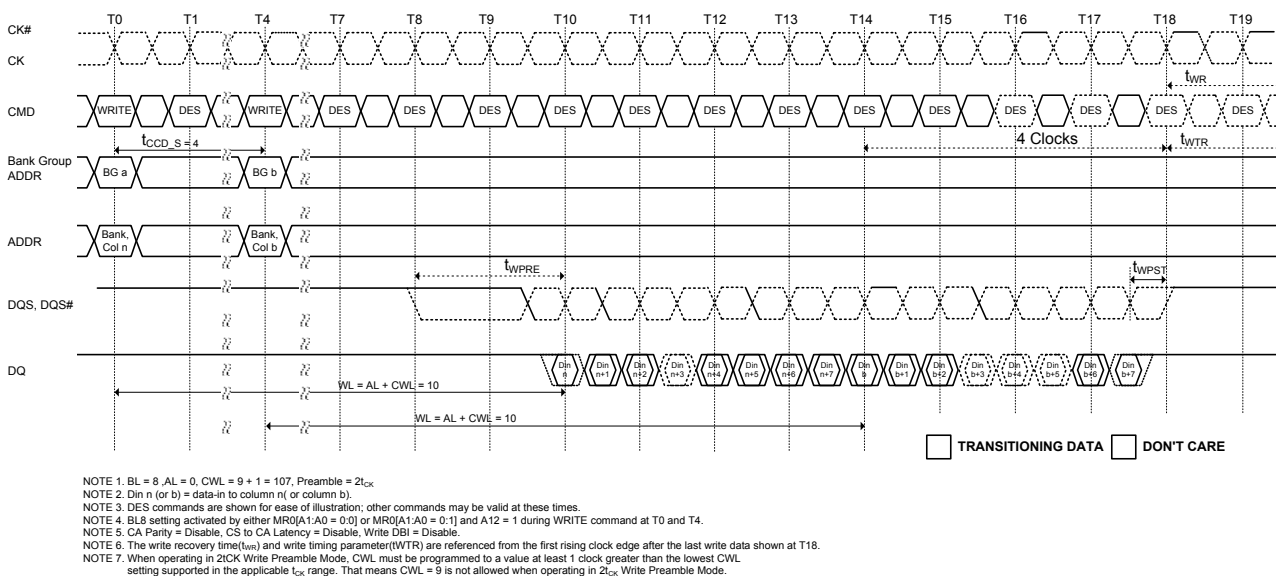 T0 T1 T4 T7 T8 T9 T10 T11 T12 T13 T14 T15 T16 T17 T18 T19
CK#
CK
tWR
CMD WRITE DES WRITE DES DES DES DES DES DES DES DES DES DES DES DES DES
tCCD_S = 4 4 Clocks tWTR
Bank Group
ADDR
BG a BG b
ADDR
Bank, Bank,
Col n Col b
tWPRE tWPST
DQS, DQS#
DQ
Din Din Din Din Din Din Din Din Din Din Din Din Din Din Din Din
n n+1 n+2 n+3 n+4 n+5 n+6 n+7 b b+1 b+2 b+3 b+4 b+5 b+6 b+7
WL = AL + CWL = 10
WL = AL + CWL = 10
TRANSITIONING DATA DON'T CARE
NOTE 1. BL = 8 ,AL = 0, CWL = 9 + 1 = 107, Preamble = 2tCK
NOTE 2. Din n (or b) = data-in to column n( or column b).
NOTE 3. DES commands are shown for ease of illustration; other commands may be valid at these times.
NOTE 4. BL8 setting activated by either MR0[A1:A0 = 0:0] or MR0[A1:A0 = 0:1] and A12 = 1 during WRITE command at T0 and T4.
NOTE 5. CA Parity = Disable, CS to CA Latency = Disable, Write DBI = Disable.
NOTE 6. The write recovery time(tWR) and write timing parameter(tWTR) are referenced from the first rising clock edge after the last write data shown at T18.
NOTE 7. When operating in 2tCK Write Preamble Mode, CWL must be programmed to a value at least 1 clock greater than the lowest CWL
setting supported in the applicable tCK range. That means CWL = 9 is not allowed when operating in 2tCK Write Preamble Mode.